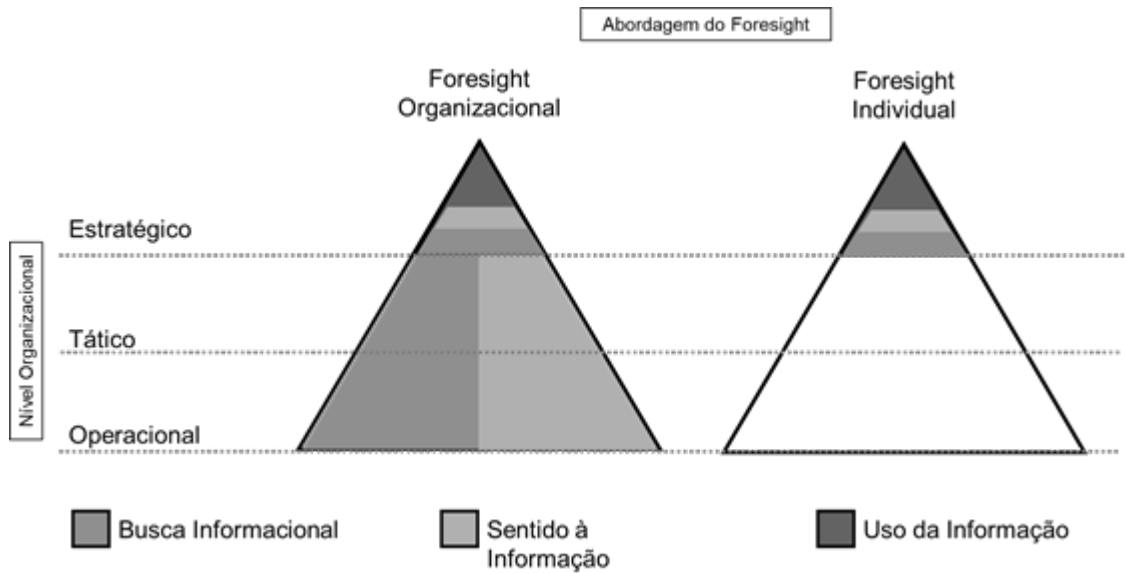 Abordagem do Foresight
Foresight
Organizacional
Foresight
Individual
Nível Organizacional
Estratégico
Tático
Operacional
Busca Informacional
Sentido à
Informação
Uso da Informação